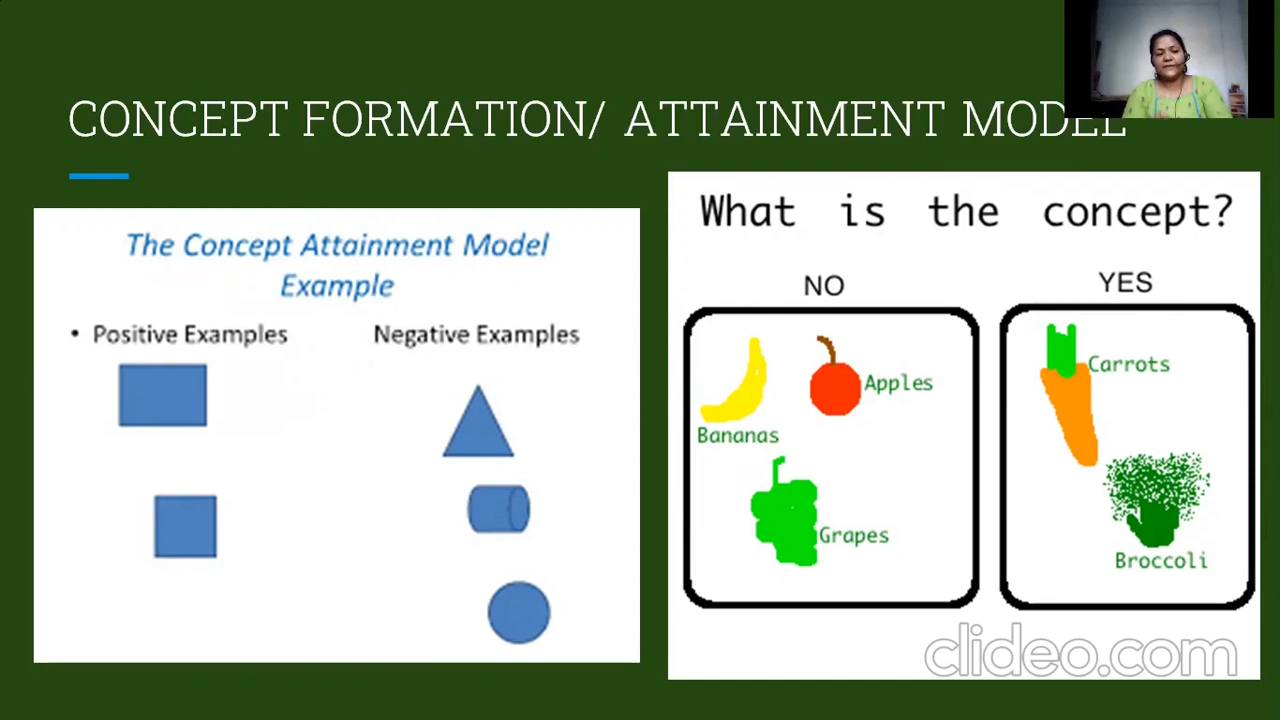 CONCEPT FORMATION/ ATTAINMENT MODEL
The Concept Attainment Model
Example
• Positive Examples
Negative Examples
What is the concept?
NO
YES
Bananas
Apples
Grapes
Carrots
Broccoli
clideo.com